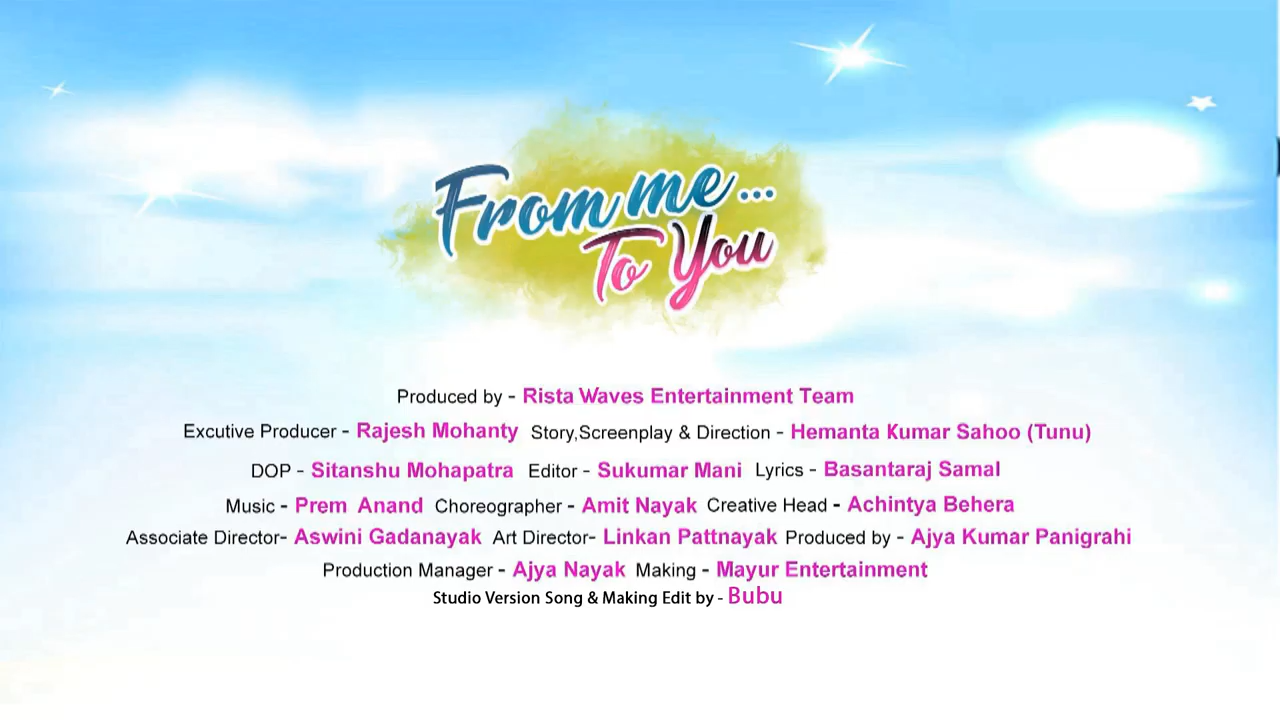 From me...
To You
Produced by - Rista Waves Entertainment Team
Excutive Producer - Rajesh Mohanty Story,Screenplay & Direction - Hemanta Kumar Sahoo (Tunu)
DOP - Sitanshu Mohapatra Editor - Sukumar Mani Lyrics - Basantaraj Samal
Music - Prem Anand Choreographer - Amit Nayak Creative Head - Achintya Behera
Associate Director- Aswini Gadanayak Art Director- Linkan Pattnayak Produced by - Ajya Kumar Panigrahi
Production Manager - Ajya Nayak Making - Mayur Entertainment
Studio Version Song & Making Edit by - Bubu